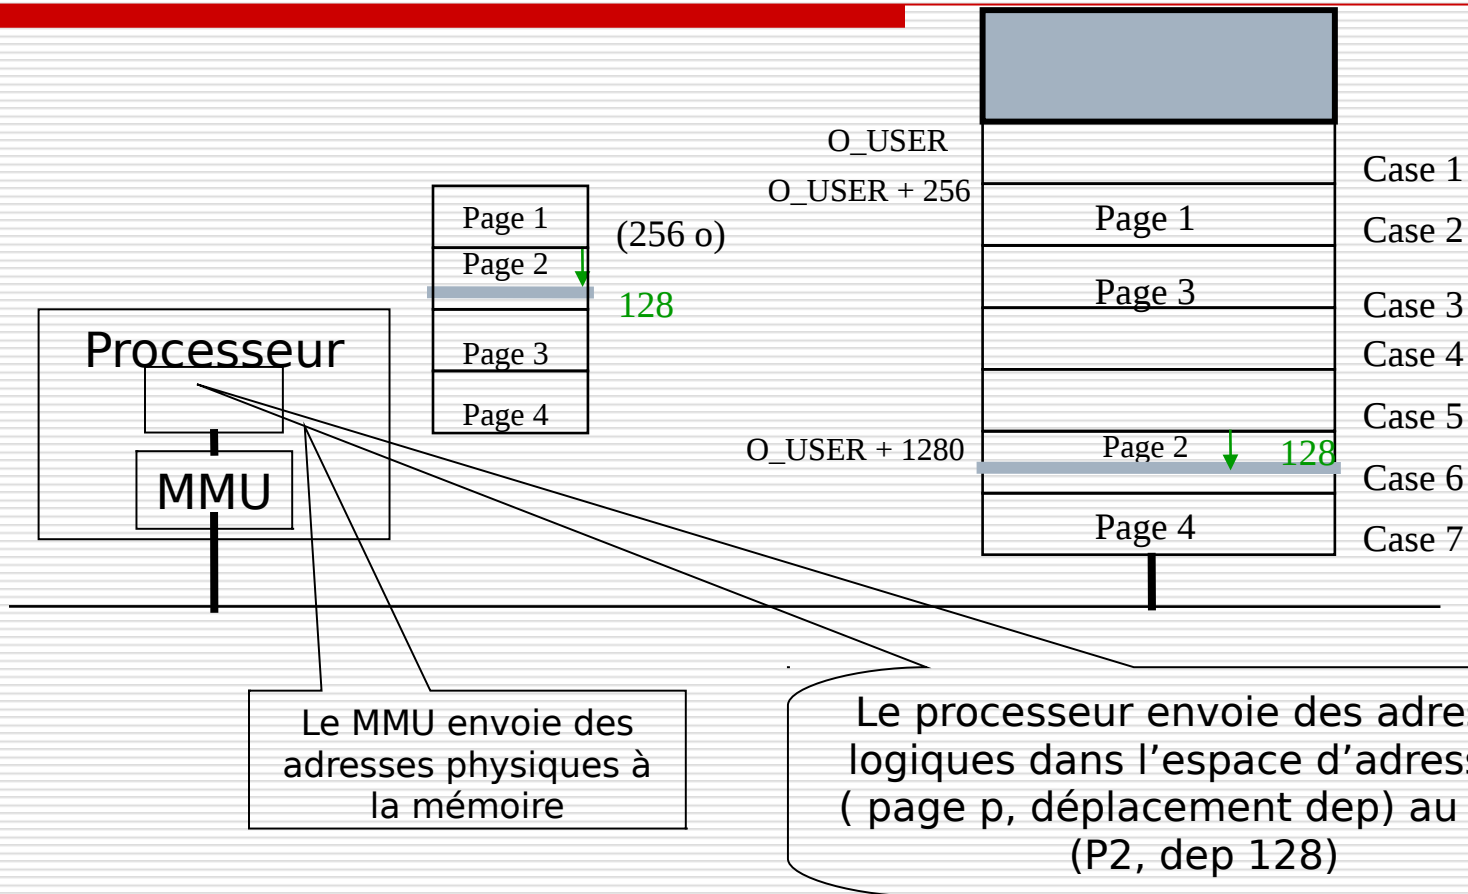 O_USER
O_USER + 256
Case 1
Page 1
(256 o)
Page 1
Case 2
Page 2
128
Page 3
Case 3
Processeur
Page 3
Case 4
Page 4
Case 5
O_USER + 1280
Page 2
128
Case 6
MMU
Page 4
Case 7
Le MMU envoie des
adresses physiques à
la mémoire
Le processeur envoie des
logiques dans l’espace
( page p, déplacement dep) au
(P2, dep 128)